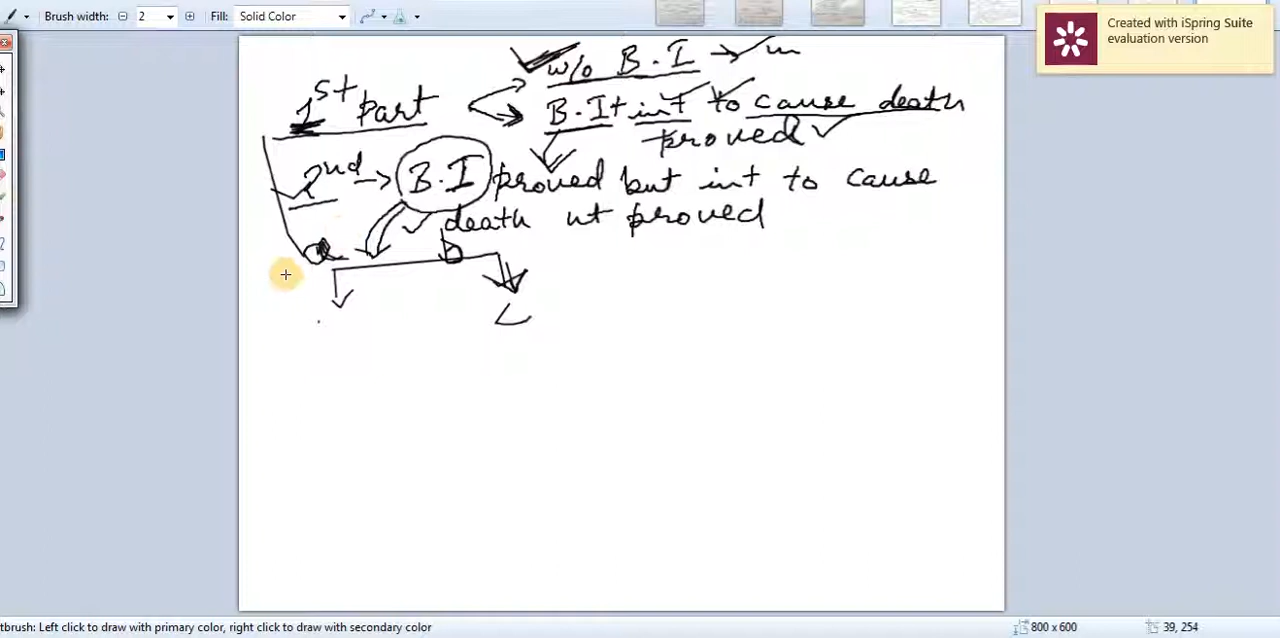 Brush width: 2 Fill: Solid Color
Created with iSpring Suite
evaluation version
w/o B.I → m
1st part
B.I + int to cause death
proved
2nd → B.I proved but int to cause
death nt proved
a b
tbrush: Left click to draw with primary color, right click to draw with secondary color
800 x 600
39, 254